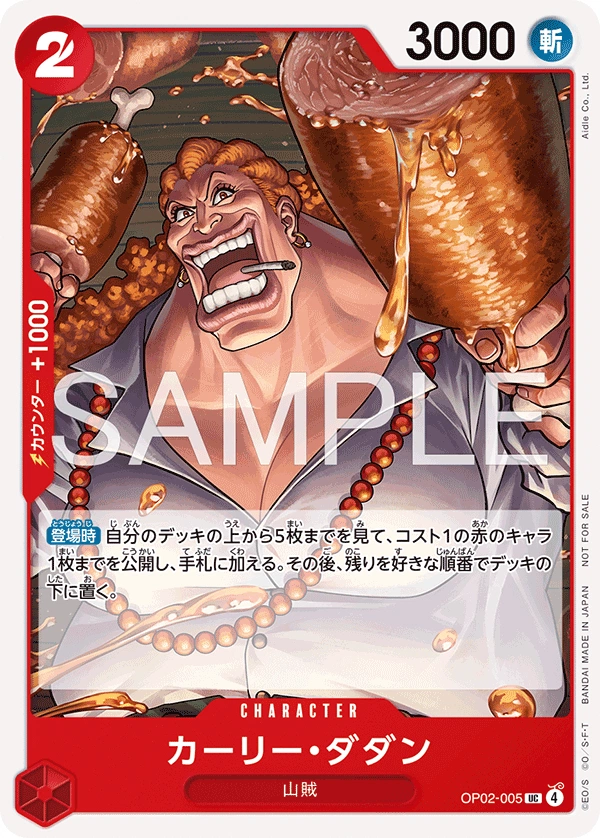 2
3000
斬
Aidle Co., Ltd.
カウンター +1000
SAMPLE
登場時 自分のデッキの上から5枚までを見て、コスト1の赤のキャラ
1枚までを公開し、手札に加える。その後、残りを好きな順番でデッキの
下に置く。
CHARACTER
カーリー・ダダン
山賊
OP02-005 UC 4
©E.O/S ©O/S・F・T BANDAI MADE IN JAPAN NOT FOR SALE